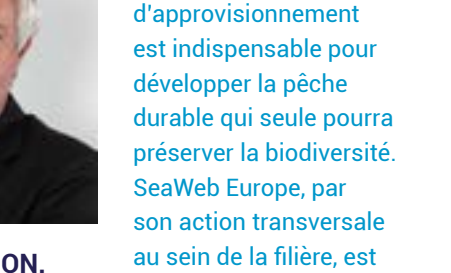 d'approvisionnement
est indispensable pour
développer la pêche
durable qui seule pourra
préserver la biodiversité.
SeaWeb Europe, par
son action transversale
au sein de la filière, est
ON.